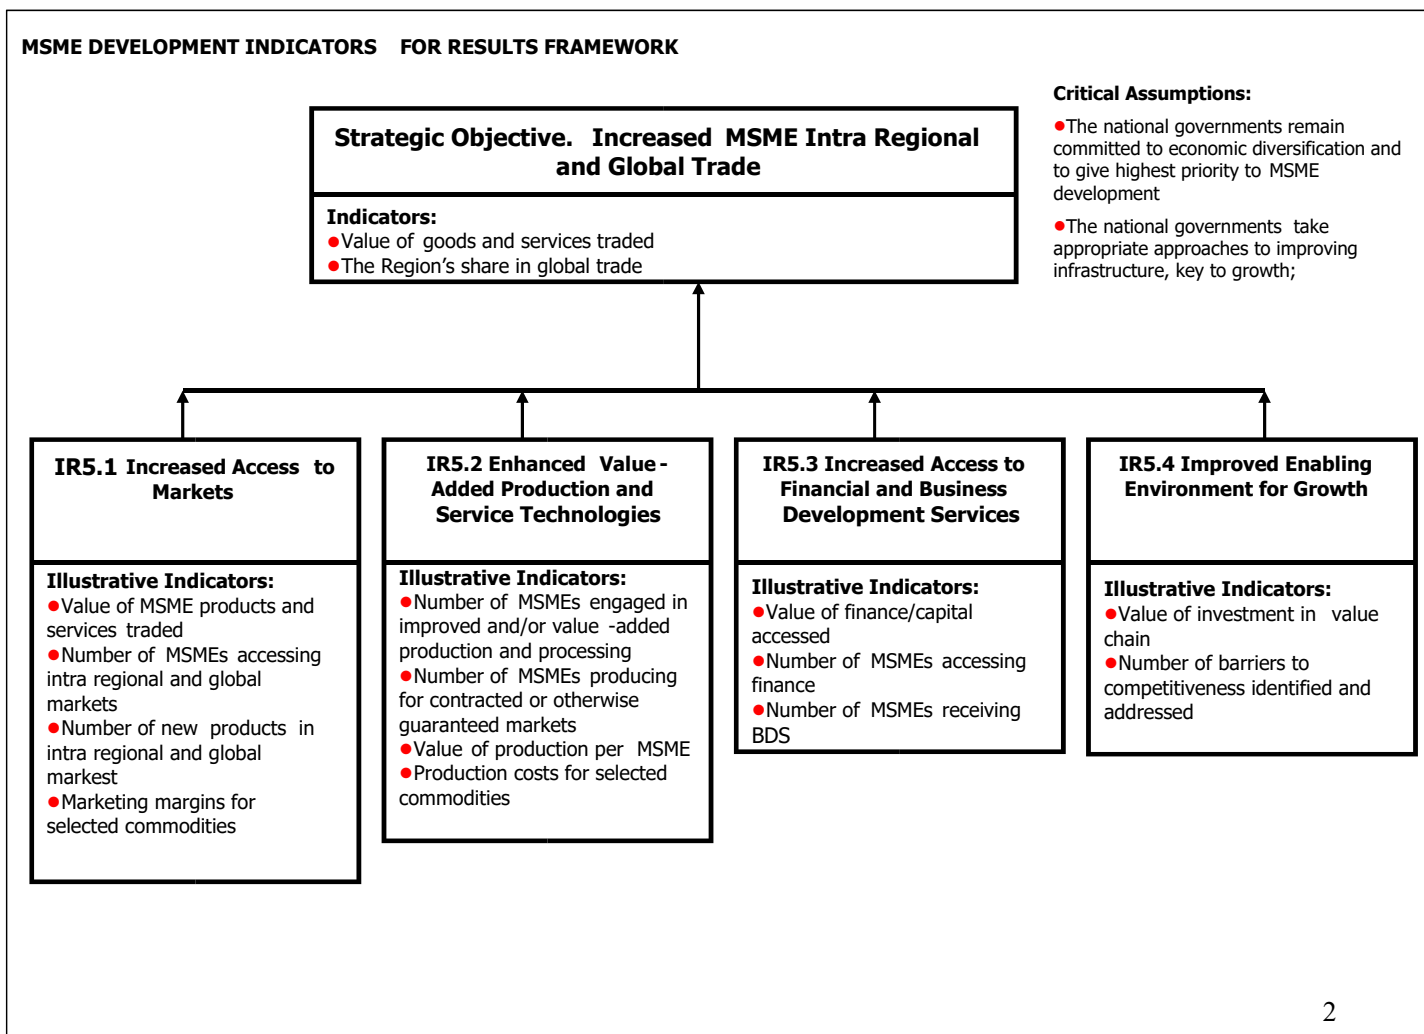 MSME DEVELOPMENT INDICATORS FOR RESULTS FRAMEWORK
Critical Assumptions:
●The national governments remain
committed to economic diversification and
to give highest priority to MSME
development
●The national governments take
appropriate approaches to improving
infrastructure, key to growth;
Strategic Objective. Increased MSME Intra Regional
and Global Trade
Indicators:
●Value of goods and services traded
●The Region's share in global trade
IR5.1 Increased Access to
Markets
Illustrative Indicators:
●Value of MSME products and
services traded
●Number of MSMEs accessing
intra regional and global
markets
●Number of new products in
intra regional and global
markest
●Marketing margins for
selected commodities
IR5.2 Enhanced Value-
Added Production and
Service Technologies
Illustrative Indicators:
●Number of MSMEs engaged in
improved and/or value -added
production and processing
●Number of MSMEs producing
for contracted or otherwise
guaranteed markets
●Value of production per MSME
●Production costs for selected
commodities
IR5.3 Increased Access to
Financial and Business
Development Services
Illustrative Indicators:
●Value of finance/capital
accessed
●Number of MSMEs accessing
finance
●Number of MSMEs receiving
BDS
IR5.4 Improved Enabling
Environment for Growth
Illustrative Indicators:
●Value of investment in value
chain
●Number of barriers to
competitiveness identified and
addressed
2